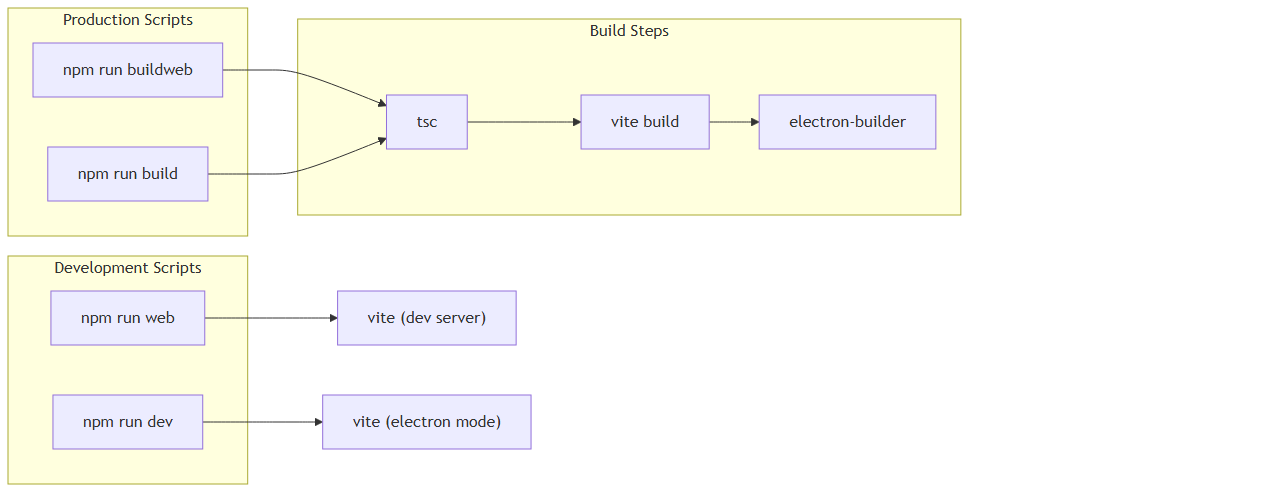 Production Scripts
npm run buildweb
npm run build
Build Steps
tsc
vite build
electron-builder
Development Scripts
npm run web
vite (dev server)
npm run dev
vite (electron mode)